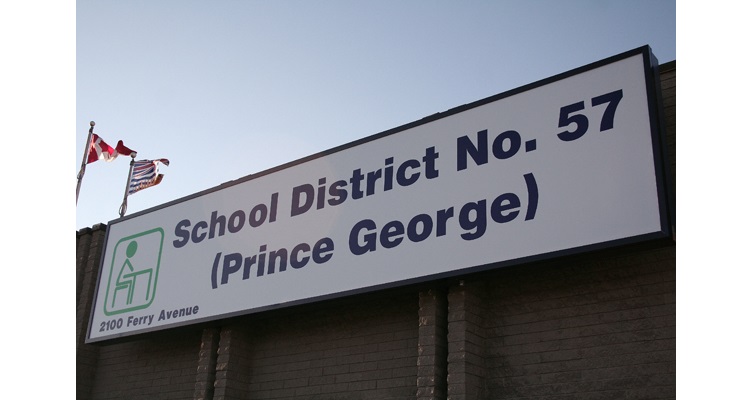 School District No. 57
(Prince George)
2100 Ferry Avenue